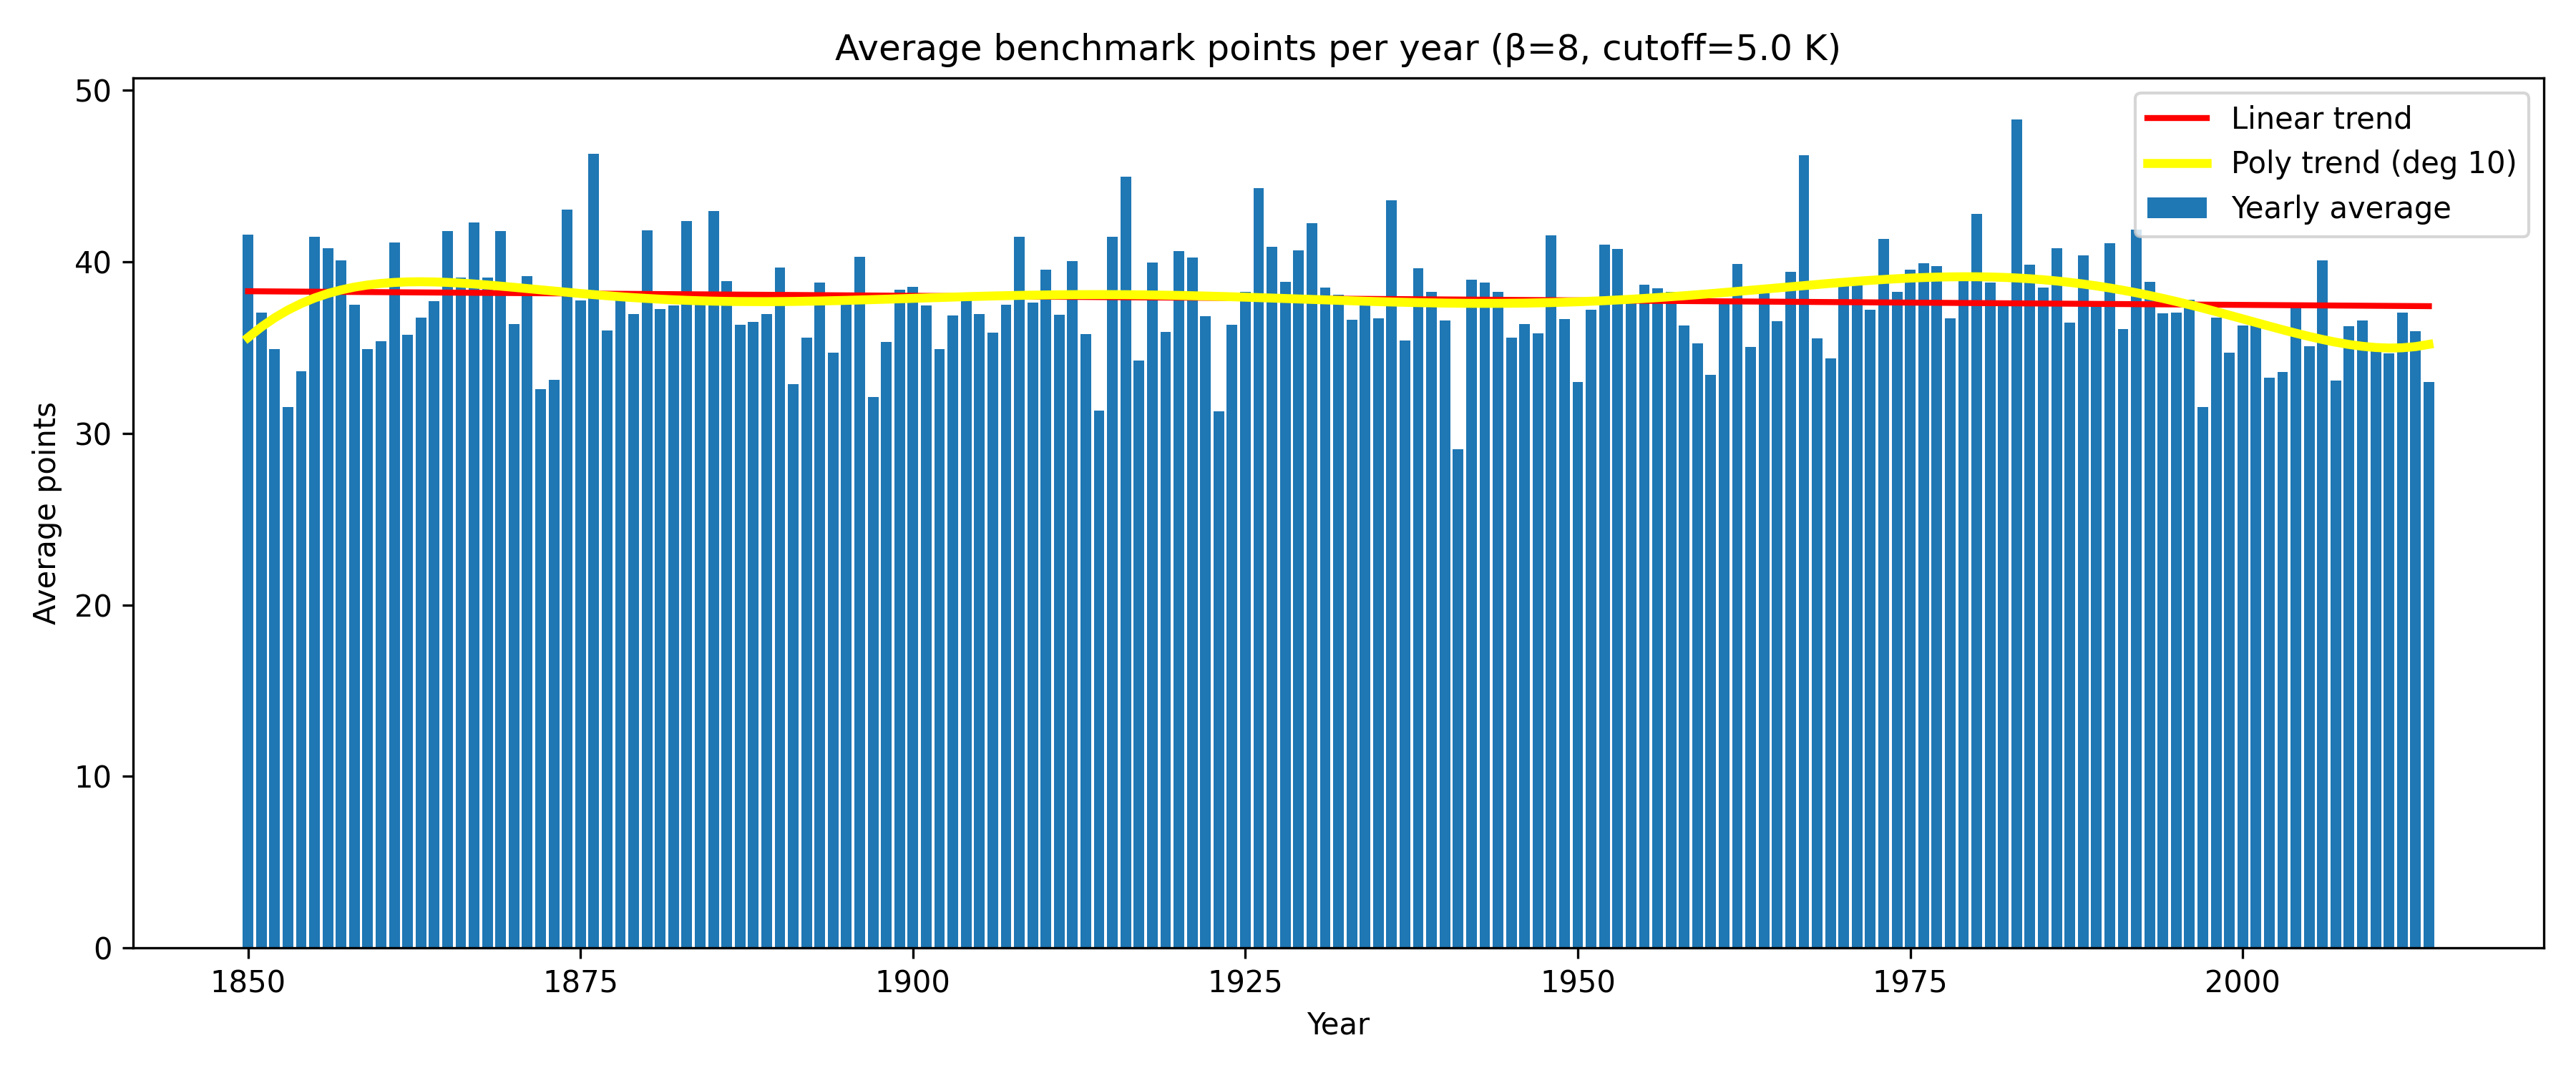 Average benchmark points per year (β=8, cutoff=5.0 K)
Linear trend
Poly trend (deg 10)
Yearly average
Average points
50
40
30
20
10
0
1850 1875 1900 1925 1950 1975 2000
Year